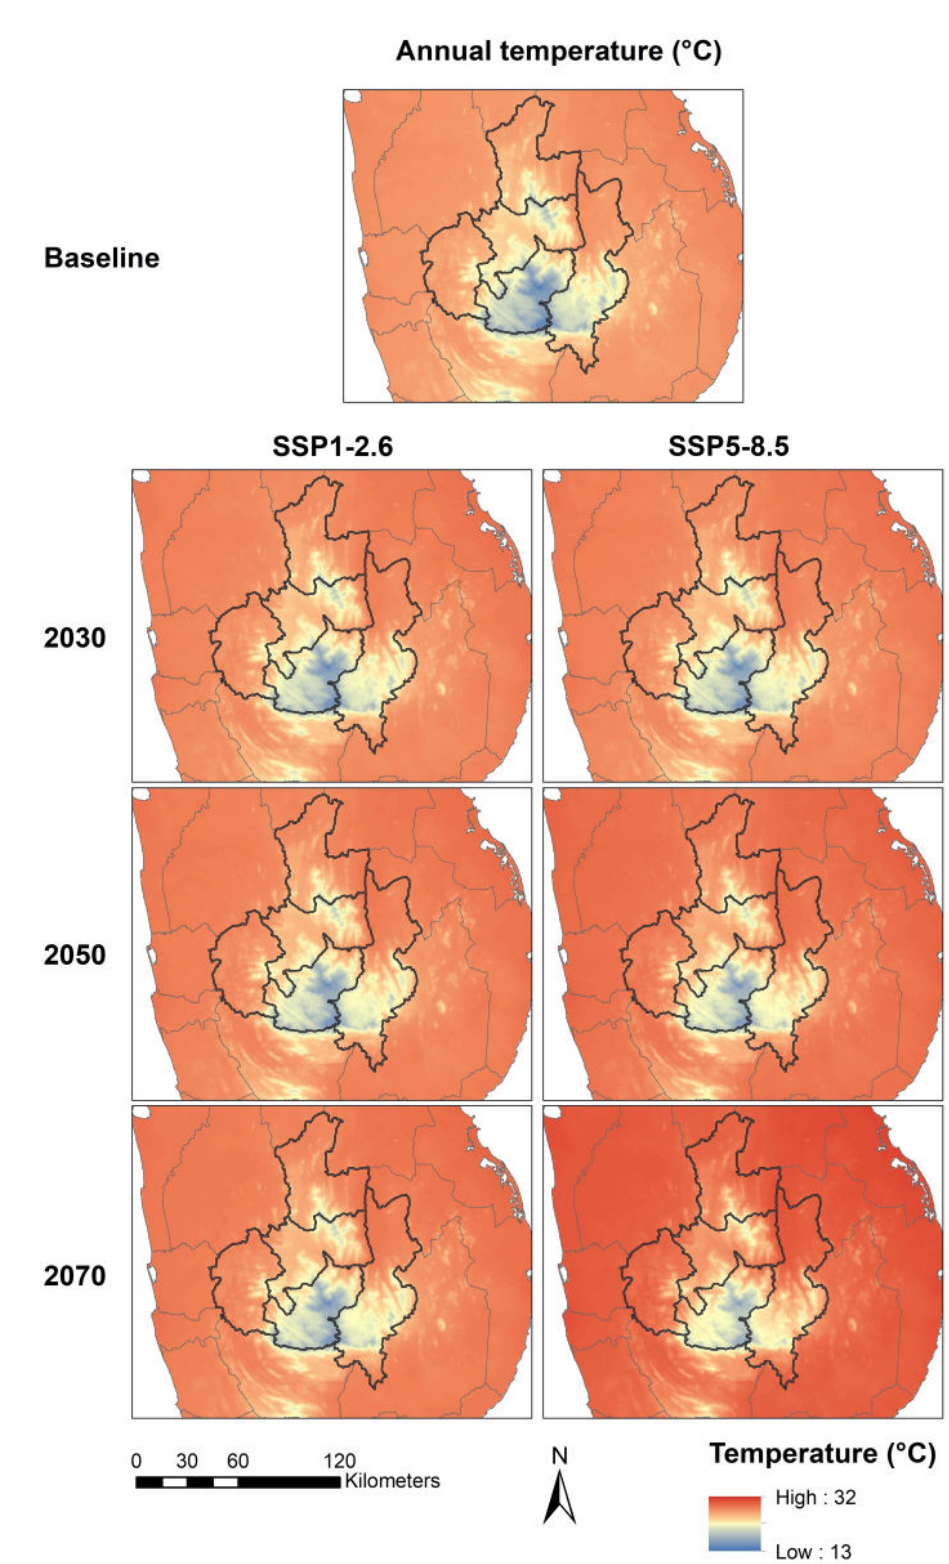 Annual temperature (°C)
Baseline
SSP1-2.6
SSP5-8.5
2030
2050
2070
0 30 60 120
Kilometers
N
Temperature (°C)
High : 32
Low : 13